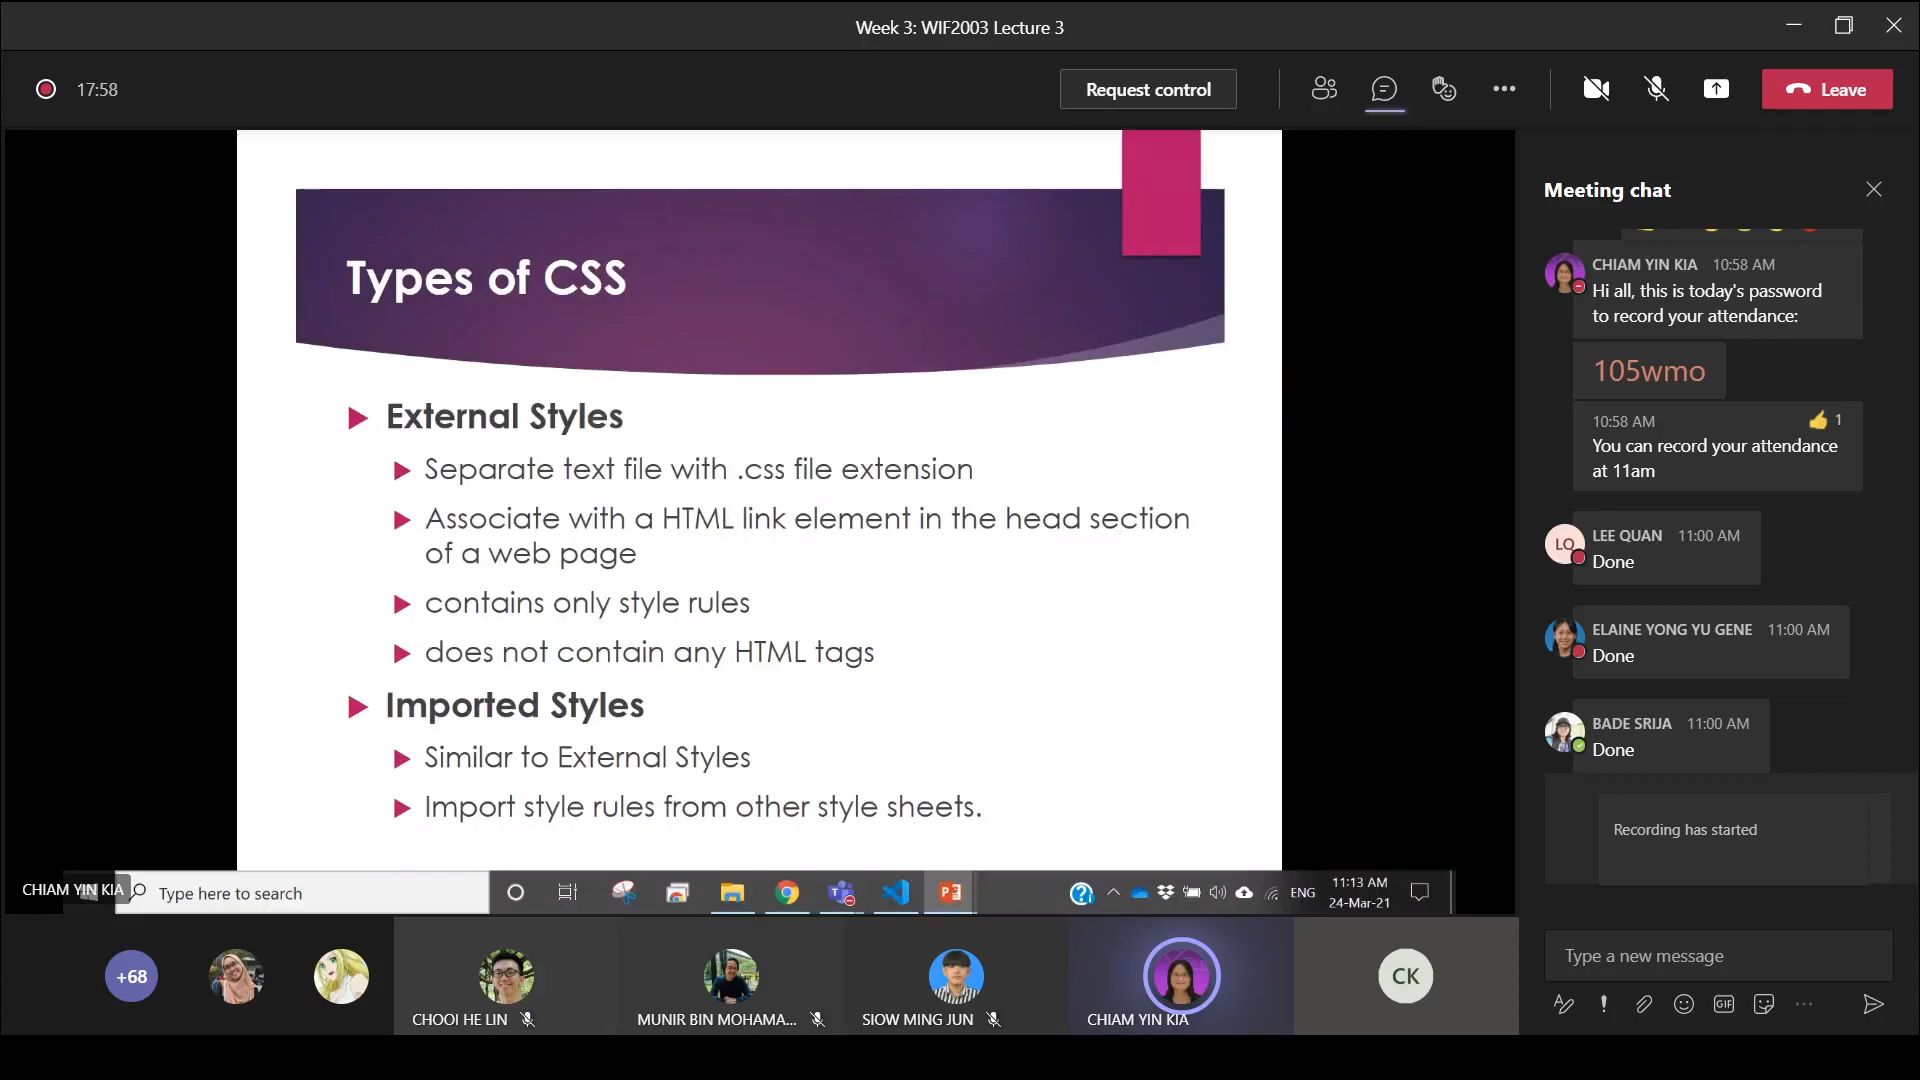 Week 3: WIF2003 Lecture 3
17:58
Request control
Leave
Types of CSS
External Styles
Separate text file with .css file extension
Associate with a HTML link element in the head section
of a web page
contains only style rules
does not contain any HTML tags
Imported Styles
Similar to External Styles
Import style rules from other style sheets.
CHIAM YIN KIA
Type here to search
ENG
11:13 AM
24-Mar-21
+68
CHOOI HE LIN
MUNIR BIN MOHAMA...
SIOW MING JUN
CHIAM YIN KIA
CK
Meeting chat
CHIAM YIN KIA 10:58 AM
Hi all, this is today's password
to record your attendance:
105wmo
10:58 AM
1
You can record your attendance
at 11am
LQ
LEE QUAN 11:00 AM
Done
ELAINE YONG YU GENE 11:00 AM
Done
BADE SRIJA 11:00 AM
Done
Recording has started
Type a new message
GIF